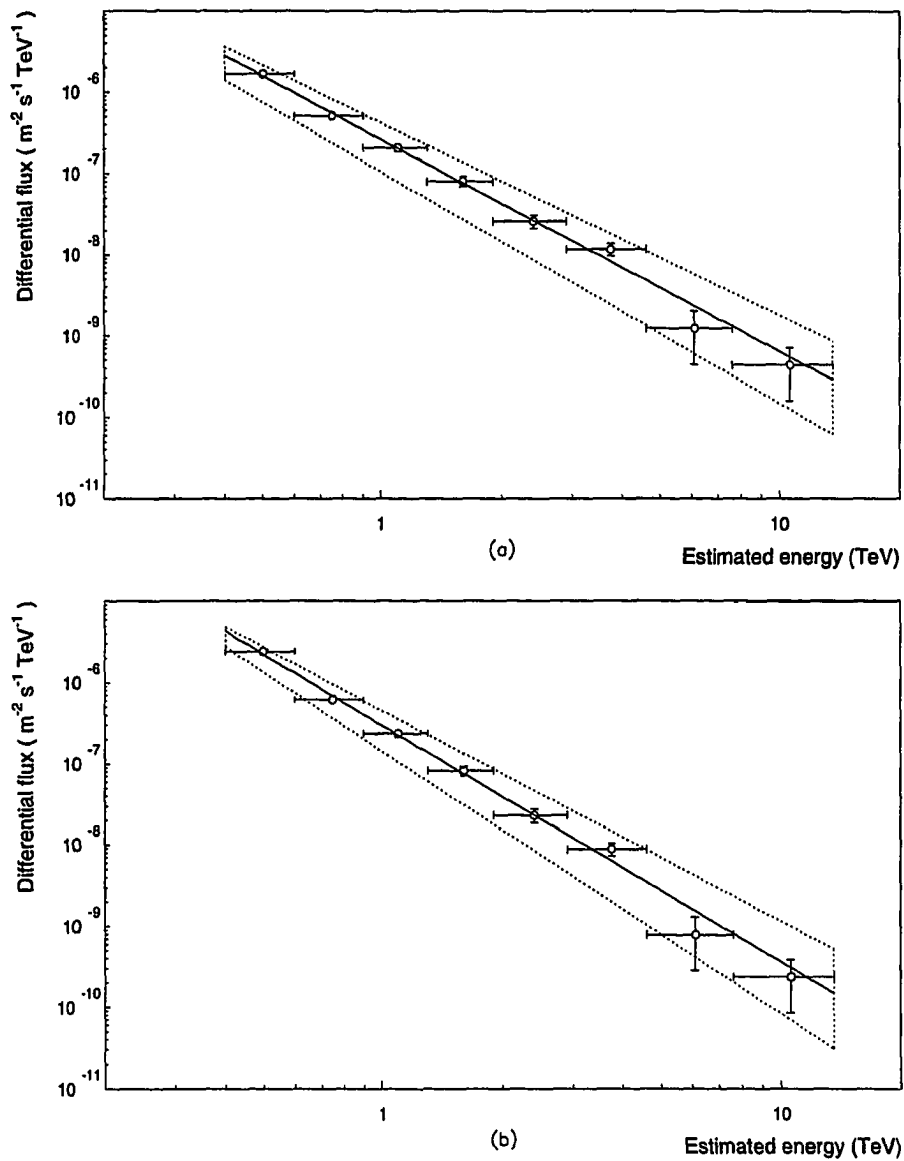 Differential flux ( m⁻² s⁻¹ TeV⁻¹ )
10⁻⁶
10⁻⁷
10⁻⁸
10⁻⁹
10⁻¹⁰
10⁻¹¹
1
10
(a)
Estimated energy (TeV)
Differential flux ( m⁻² s⁻¹ TeV⁻¹ )
10⁻⁶
10⁻⁷
10⁻⁸
10⁻⁹
10⁻¹⁰
10⁻¹¹
1
10
(b)
Estimated energy (TeV)